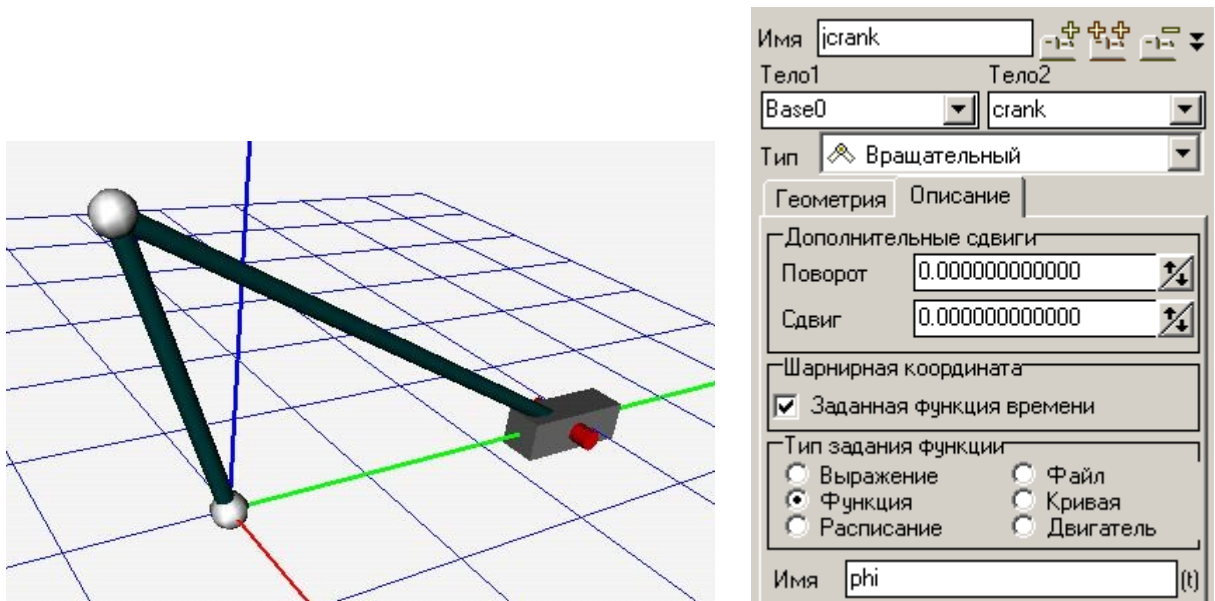 Имя jcrank
Тело1 Тело2
Base0 crank
Тип Вращательный
Геометрия Описание
Дополнительные сдвиги
Поворот 0.000000000000
Сдвиг 0.000000000000
Шарнирная координата
Заданная функция времени
Тип задания функции
Выражение Файл
Функция Кривая
Расписание Двигатель
Имя phi (t)